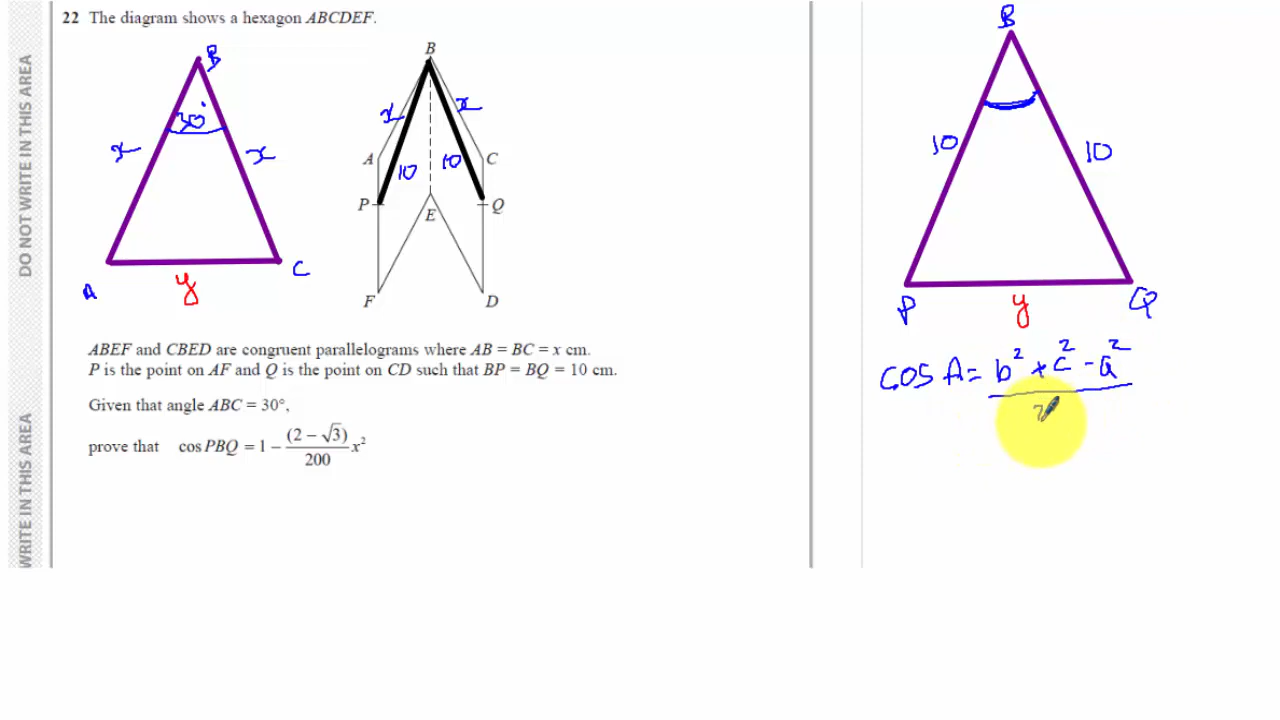 DO NOT WRITE IN THIS AREA
WRITE IN THIS AREA
22 The diagram shows a hexagon ABCDEF.
B
30°
x
x
A
C
y
B
x
x
A
C
10
10
P
Q
E
F
D
ABEF and CBED are congruent parallelograms where AB = BC = x cm.
P is the point on AF and Q is the point on CD such that BP = BQ = 10 cm.
Given that angle ABC = 30°,
prove that cos PBQ = 1 − (2 − √3)/200 x²
B
10
10
P
Q
y
cos A = b² + c² - a²
2